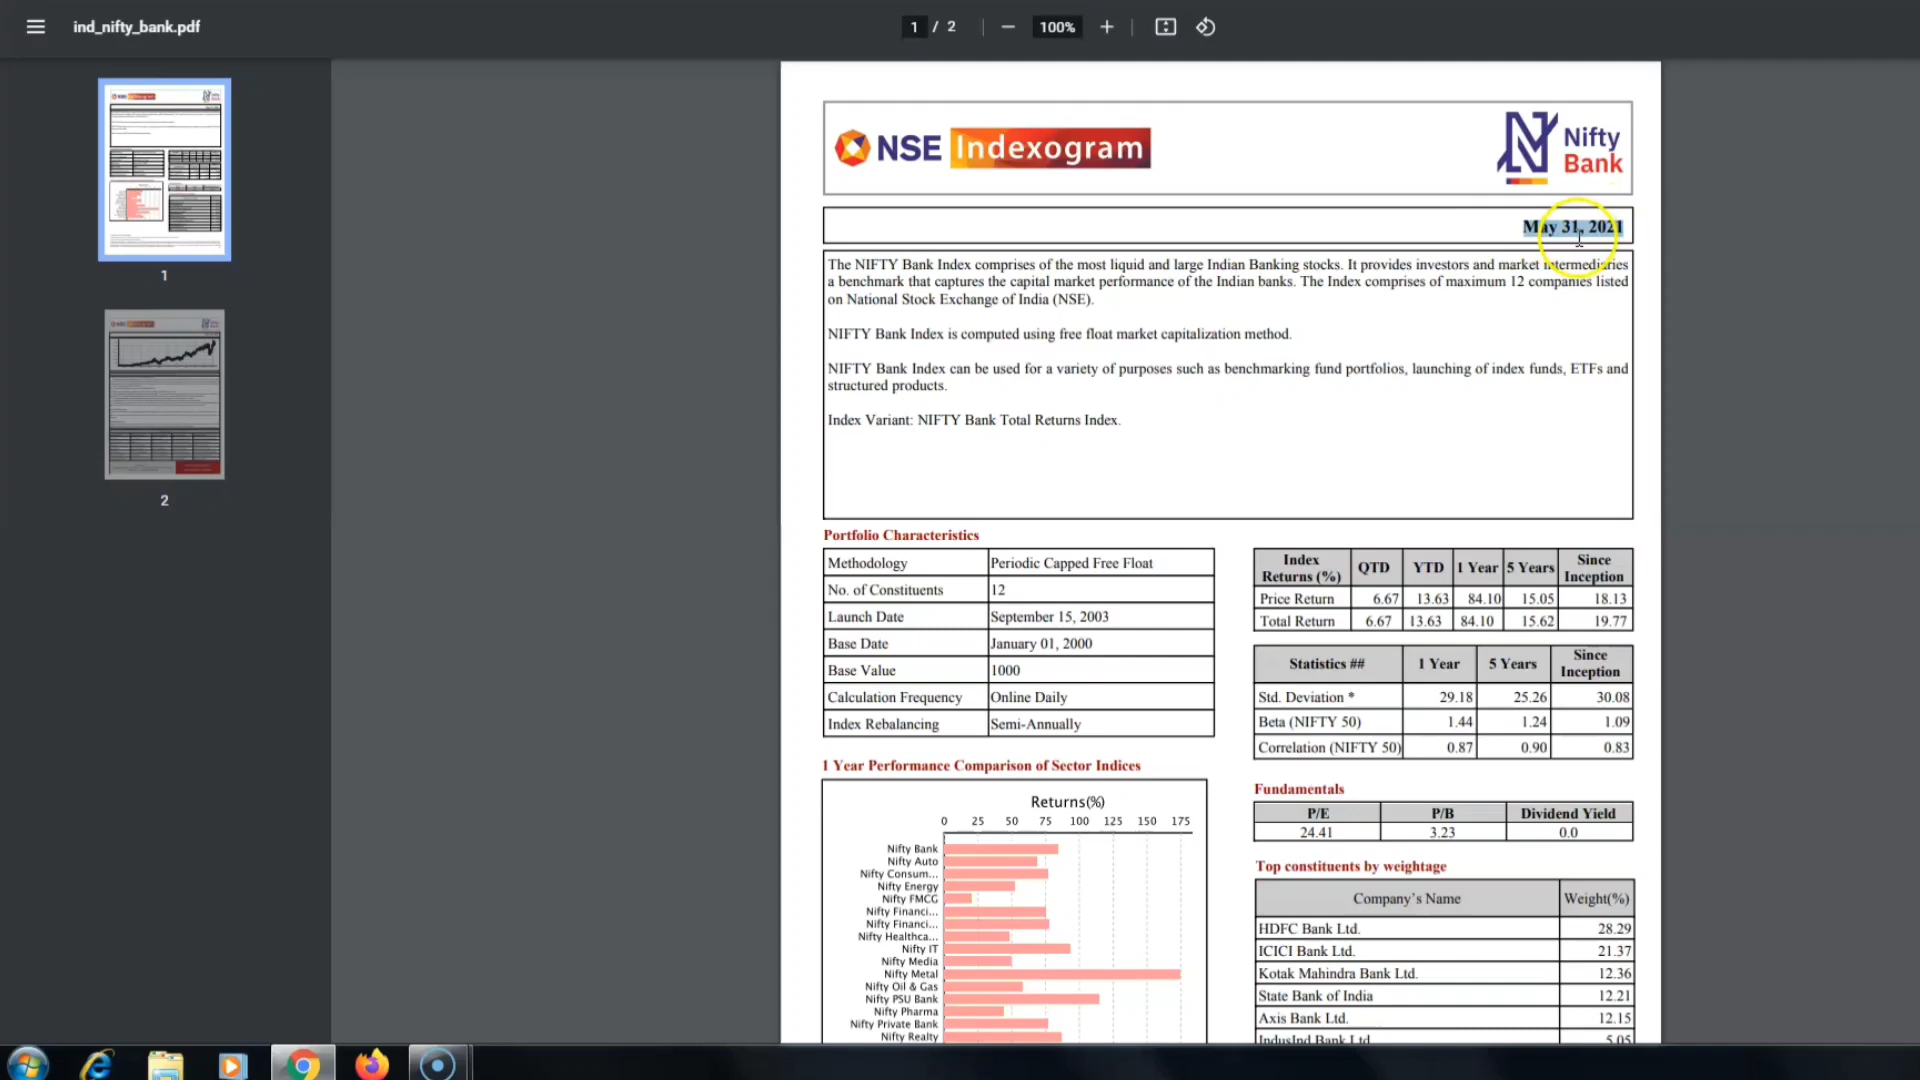 ind_nifty_bank.pdf
1 / 2
100%
1
2
NSE Indexogram
Nifty Bank
May 31, 2021
The NIFTY Bank Index comprises of the most liquid and large Indian Banking stocks. It provides investors and market intermediaries
a benchmark that captures the capital market performance of the Indian banks. The Index comprises of maximum 12 companies listed
on National Stock Exchange of India (NSE).
NIFTY Bank Index is computed using free float market capitalization method.
NIFTY Bank Index can be used for a variety of purposes such as benchmarking fund portfolios, launching of index funds, ETFs and
structured products.
Index Variant: NIFTY Bank Total Returns Index.
Portfolio Characteristics
Methodology Periodic Capped Free Float
No. of Constituents 12
Launch Date September 15, 2003
Base Date January 01, 2000
Base Value 1000
Calculation Frequency Online Daily
Index Rebalancing Semi-Annually
Index Returns (%) QTD YTD 1 Year 5 Years Since Inception
Price Return 6.67 13.63 84.10 15.05 18.13
Total Return 6.67 13.63 84.10 15.62 19.77
Statistics ## 1 Year 5 Years Since Inception
Std. Deviation * 29.18 25.26 30.08
Beta (NIFTY 50) 1.44 1.24 1.09
Correlation (NIFTY 50) 0.87 0.90 0.83
1 Year Performance Comparison of Sector Indices
Returns(%)
0 25 50 75 100 125 150 175
Nifty Bank
Nifty Auto
Nifty Consum...
Nifty Energy
Nifty FMCG
Nifty Financi...
Nifty Financi...
Nifty Healthca...
Nifty IT
Nifty Media
Nifty Metal
Nifty Oil & Gas
Nifty PSU Bank
Nifty Pharma
Nifty Private Bank
Nifty Realty
Fundamentals
P/E P/B Dividend Yield
24.41 3.23 0.0
Top constituents by weightage
Company's Name Weight(%)
HDFC Bank Ltd. 28.29
ICICI Bank Ltd. 21.37
Kotak Mahindra Bank Ltd. 12.36
State Bank of India 12.21
Axis Bank Ltd. 12.15
IndusInd Bank Ltd. 5.05